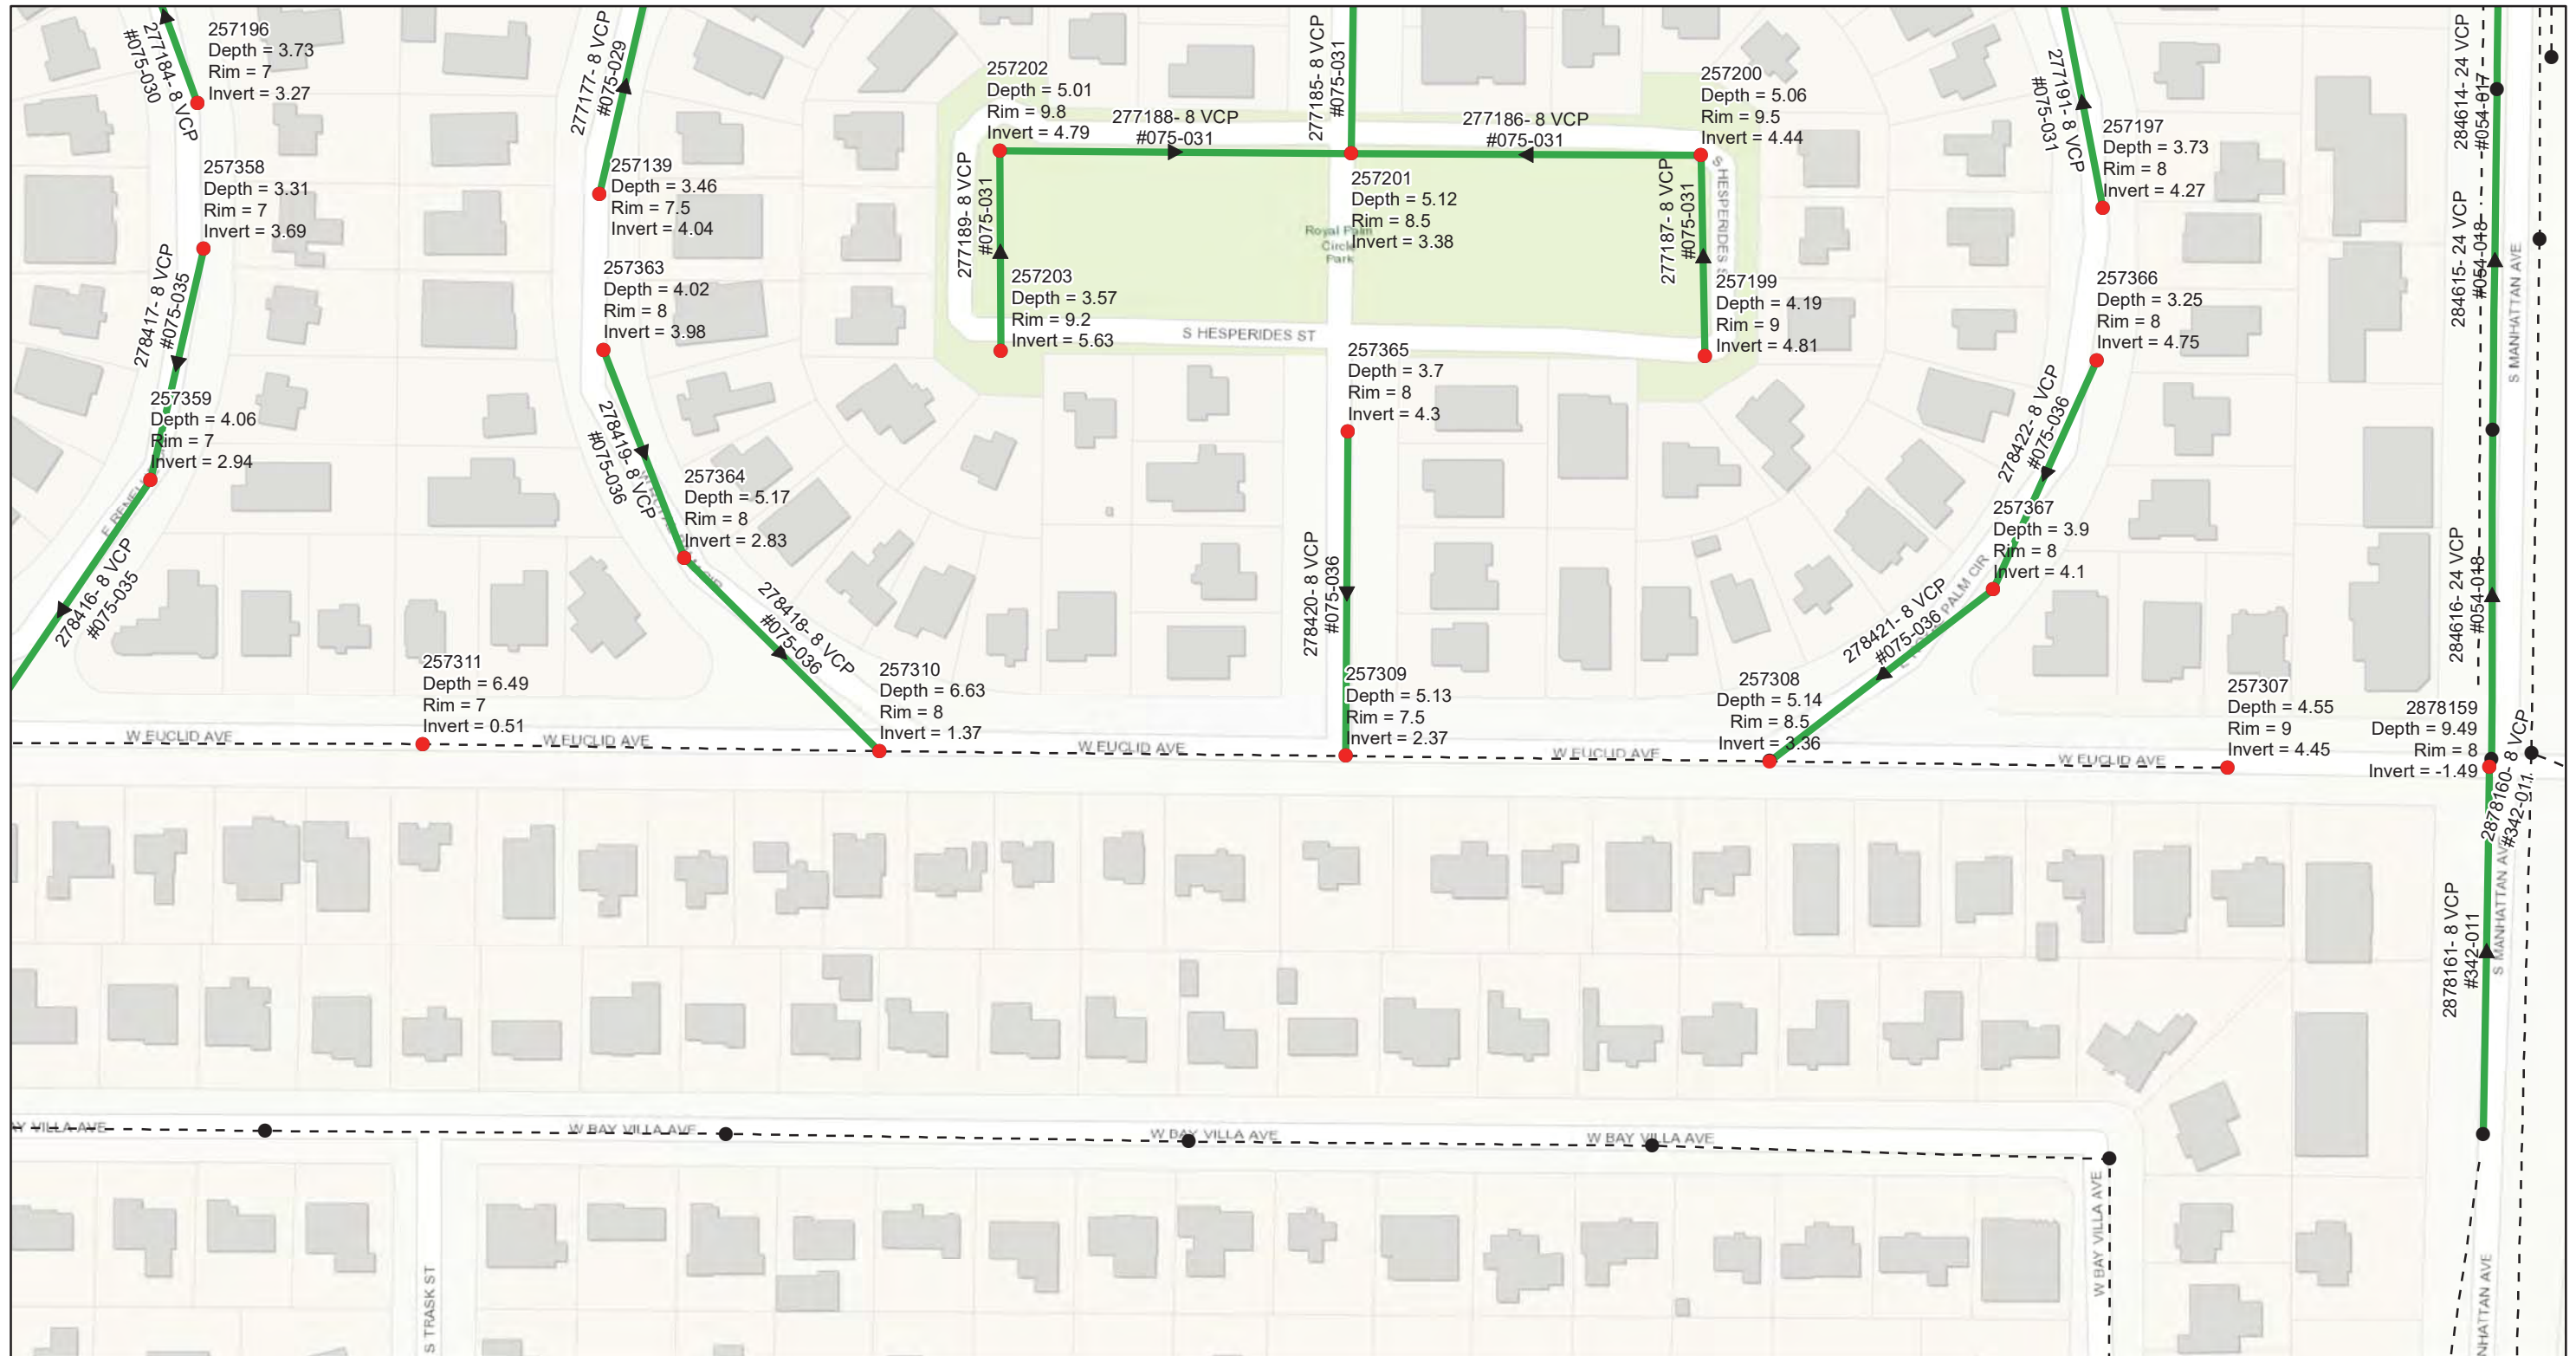 257196
Depth = 3.73
Rim = 7
Invert = 3.27
277184- 8 VCP
#075-030
257358
Depth = 3.31
Rim = 7
Invert = 3.69
278417- 8 VCP
#075-035
257359
Depth = 4.06
Rim = 7
Invert = 2.94
278416- 8 VCP
#075-035
277177- 8 VCP
#075-029
257139
Depth = 3.46
Rim = 7.5
Invert = 4.04
257363
Depth = 4.02
Rim = 8
Invert = 3.98
278419- 8 VCP
#075-036
257364
Depth = 5.17
Rim = 8
Invert = 2.83
278418- 8 VCP
#075-036
257311
Depth = 6.49
Rim = 7
Invert = 0.51
257310
Depth = 6.63
Rim = 8
Invert = 1.37
257202
Depth = 5.01
Rim = 9.8
Invert = 4.79
277188- 8 VCP
#075-031
277185- 8 VCP
#075-031
277186- 8 VCP
#075-031
257200
Depth = 5.06
Rim = 9.5
Invert = 4.44
277189- 8 VCP
#075-031
257203
Depth = 3.57
Rim = 9.2
Invert = 5.63
257201
Depth = 5.12
Rim = 8.5
Invert = 3.38
Royal Palm
Circle
Park
277187- 8 VCP
#075-031
S HESPERIDES S
257199
Depth = 4.19
Rim = 9
Invert = 4.81
S HESPERIDES ST
257365
Depth = 3.7
Rim = 8
Invert = 4.3
278420- 8 VCP
#075-036
257309
Depth = 5.13
Rim = 7.5
Invert = 2.37
277191- 8 VCP
#075-031
257197
Depth = 3.73
Rim = 8
Invert = 4.27
257366
Depth = 3.25
Rim = 8
Invert = 4.75
278422- 8 VCP
#075-036
257367
Depth = 3.9
Rim = 8
Invert = 4.1
278421- 8 VCP
#075-036
PALM CIR
257308
Depth = 5.14
Rim = 8.5
Invert = 3.36
257307
Depth = 4.55
Rim = 9
Invert = 4.45
284614- 24 VCP
#054-017
284615- 24 VCP
#054-018
S MANHATTAN AVE
284616- 24 VCP
#054-018
2878159
Depth = 9.49
Rim = 8
Invert = -1.49
2878160- 8 VCP
#342-011
W EUCLID AVE
W EUCLID AVE
W EUCLID AVE
W EUCLID AVE
W EUCLID AVE
2878161- 8 VCP
#342-011
S MANHATTAN AVE
AY VILLA AVE
W BAY VILLA AVE
W BAY VILLA AVE
W BAY VILLA AVE
W BAY VILLA AVE
S TRASK ST
NHATTAN AVE